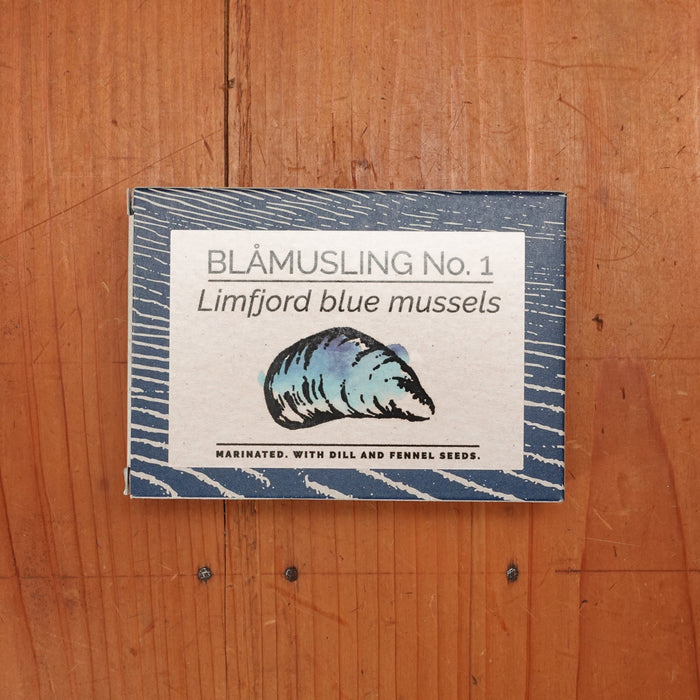 BLÅMUSLING No. 1
Limfjord blue mussels
MARINATED. WITH DILL AND FENNEL SEEDS.